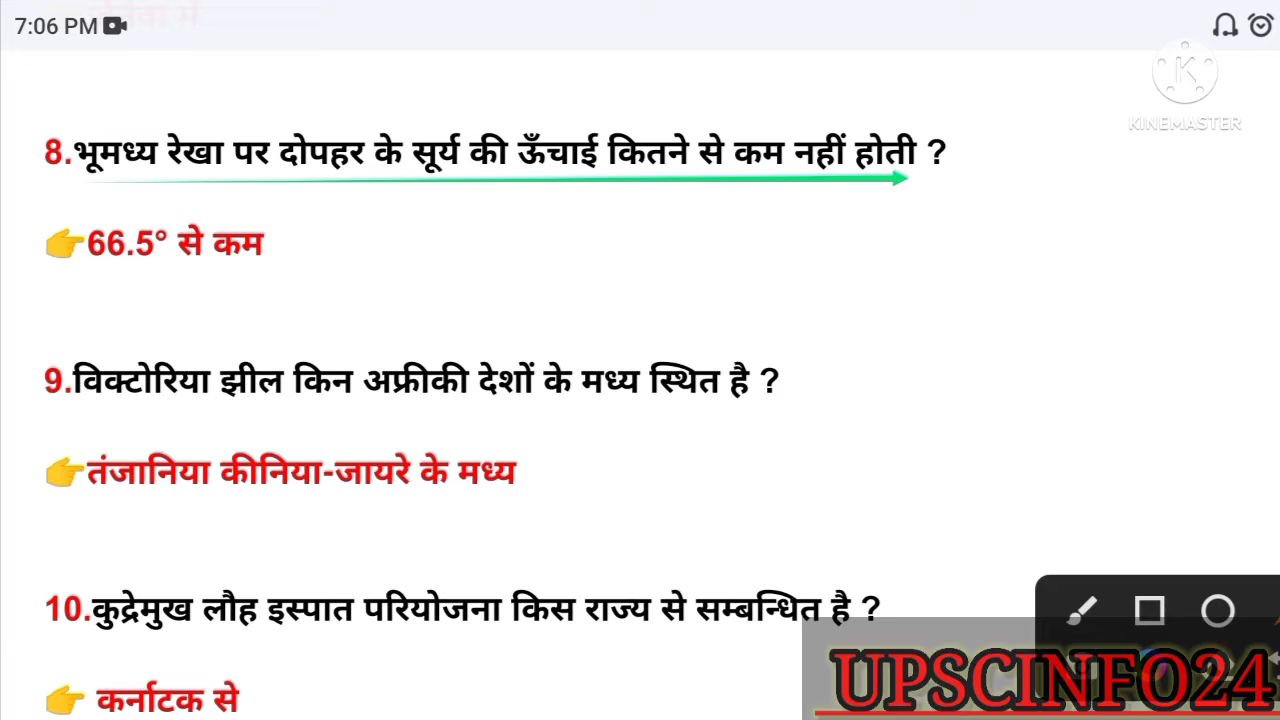 7:06 PM
KINEMASTER
8.भूमध्य रेखा पर दोपहर के सूर्य की ऊँचाई कितने से कम नहीं होती ?
👉66.5° से कम
9.विक्टोरिया झील किन अफ्रीकी देशों के मध्य स्थित है ?
👉तंजानिया कीनिया-जायरे के मध्य
10.कुद्रेमुख लौह इस्पात परियोजना किस राज्य से सम्बन्धित है ?
👉 कर्नाटक से
UPSCINFO24